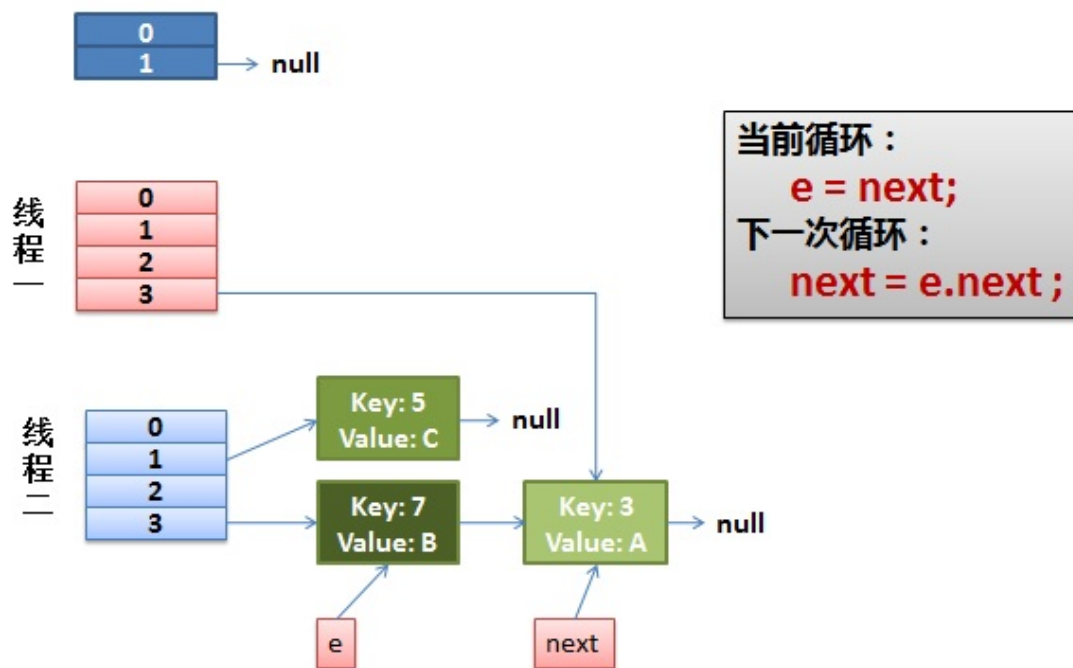 0
1
null
当前循环：
e = next;
下一次循环：
next = e.next ;
线程一
0
1
2
3
线程二
0
1
2
3
Key: 5
Value: C
null
Key: 7
Value: B
Key: 3
Value: A
null
e
next